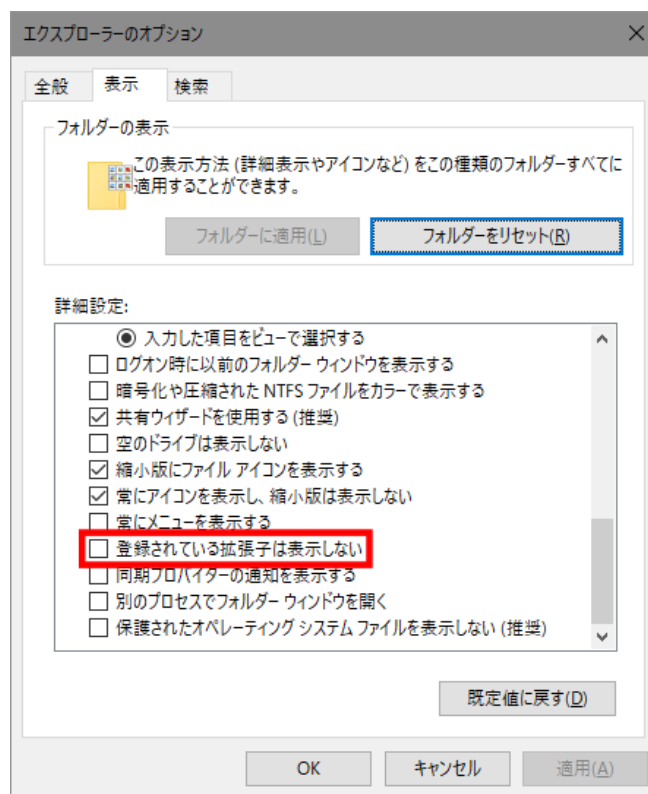 エクスプローラーのオプション
全般
表示
検索
フォルダーの表示
この表示方法 (詳細表示やアイコンなど) をこの種類のフォルダーすべてに
適用することができます。
フォルダーに適用(L)
フォルダーをリセット(R)
詳細設定:
入力した項目をビューで選択する
ログオン時に以前のフォルダー ウィンドウを表示する
暗号化や圧縮された NTFS ファイルをカラーで表示する
共有ウィザードを使用する (推奨)
空のドライブは表示しない
縮小版にファイル アイコンを表示する
常にアイコンを表示し、縮小版は表示しない
常にメニューを表示する
登録されている拡張子は表示しない
同期プロバイダーの通知を表示する
別のプロセスでフォルダー ウィンドウを開く
保護されたオペレーティング システム ファイルを表示しない (推奨)
既定値に戻す(D)
OK
キャンセル
適用(A)